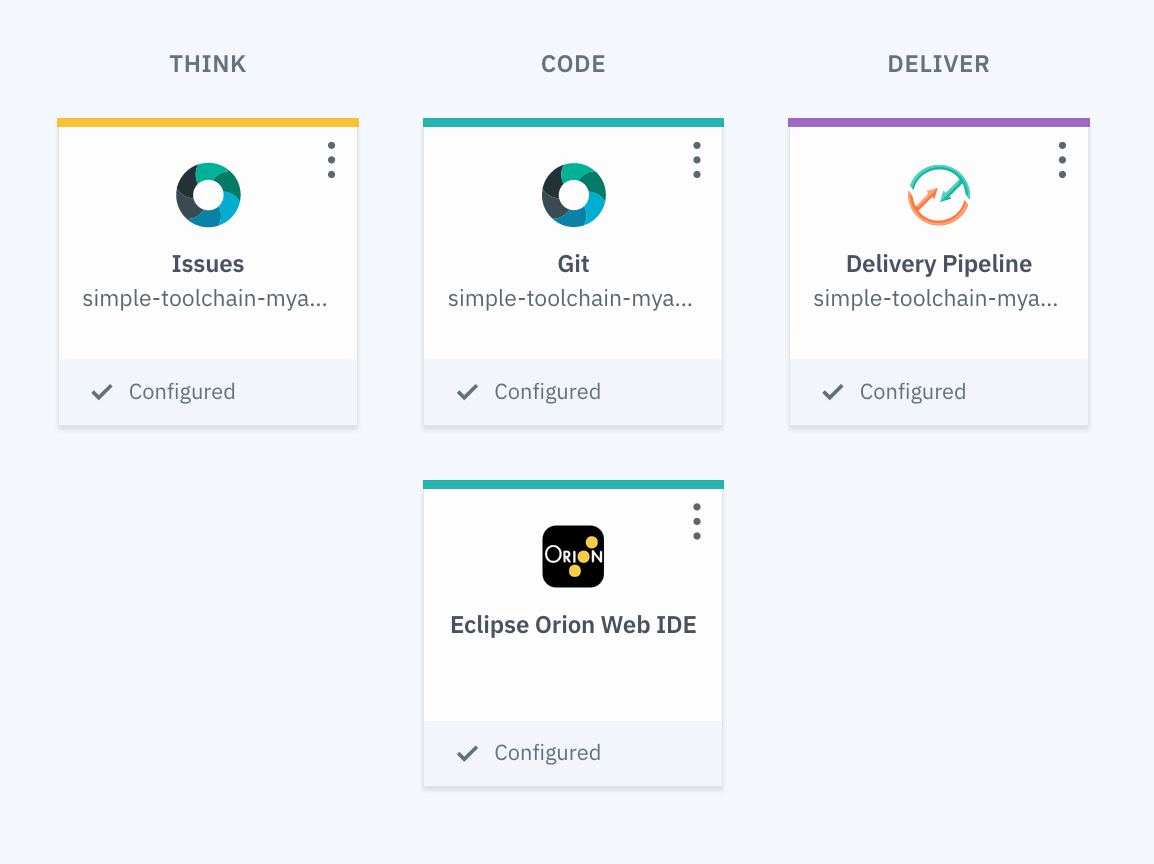 THINK
CODE
DELIVER
Issues
simple-toolchain-mya...
Configured
Git
simple-toolchain-mya...
Configured
Delivery Pipeline
simple-toolchain-mya...
Configured
ORION
Eclipse Orion Web IDE
Configured